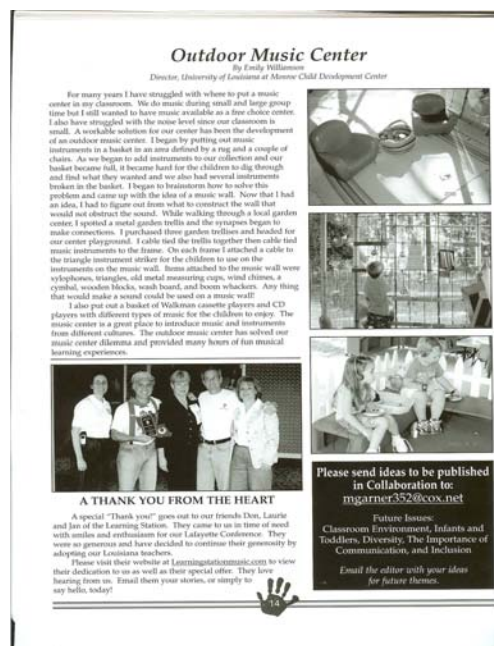 Outdoor Music Center
By Emily Williamson
Director, University of Louisiana at Monroe Child Development Center
For many years I have struggled with where to put a music
center in my classroom. We do music during small and large group
time but I still wanted to have music available as a free choice center.
I also have struggled with the noise level since our classroom is
small. A workable solution for our center has been the development
of an outdoor music center. I began by putting out music
instruments in a basket in an area defined by a rug and a couple of
chairs. As we began to add instruments to our collection and our
basket became full, it became hard for the children to dig through
and find what they wanted and we also had several instruments
broken in the basket. I began to brainstorm how to solve this
problem and came up with the idea of a music wall. Now that I had
an idea, I had to figure out from what to construct the wall that
would not obstruct the sound. While walking through a local garden
center, I spotted a metal garden trellis and the synapses began to
make connections. I purchased three garden trellises and headed for
our center playground. I cable tied the trellis together then cable tied
music instruments to the frame. On each frame I attached a cable to
the triangle instrument striker for the children to use on the
instruments on the music wall. Items attached to the music wall were
xylophones, triangles, old metal measuring cups, wind chimes, a
cymbal, wooden blocks, wash board, and boom whackers. Any thing
that would make a sound could be used on a music wall!
I also put out a basket of Walkman cassette players and CD
players with different types of music for the children to enjoy. The
music center is a great place to introduce music and instruments
from different cultures. The outdoor music center has solved our
music center dilemma and provided many hours of fun musical
learning experiences.
A THANK YOU FROM THE HEART
A special "Thank you!" goes out to our friends Don, Laurie
and Jan of the Learning Station. They came to us in time of need
with smiles and enthusiasm for our Lafayette Conference. They
were so generous and have decided to continue their generosity by
adopting our Louisiana teachers.
Please visit their website at Learningstationmusic.com to view
their dedication to us as well as their special offer. They love
hearing from us. Email them your stories, or simply to
say hello, today!
Please send ideas to be published
in Collaboration to:
mgarner352@cox.net
Future Issues:
Classroom Environment, Infants and
Toddlers, Diversity, The Importance of
Communication, and Inclusion
Email the editor with your ideas
for future themes.
14